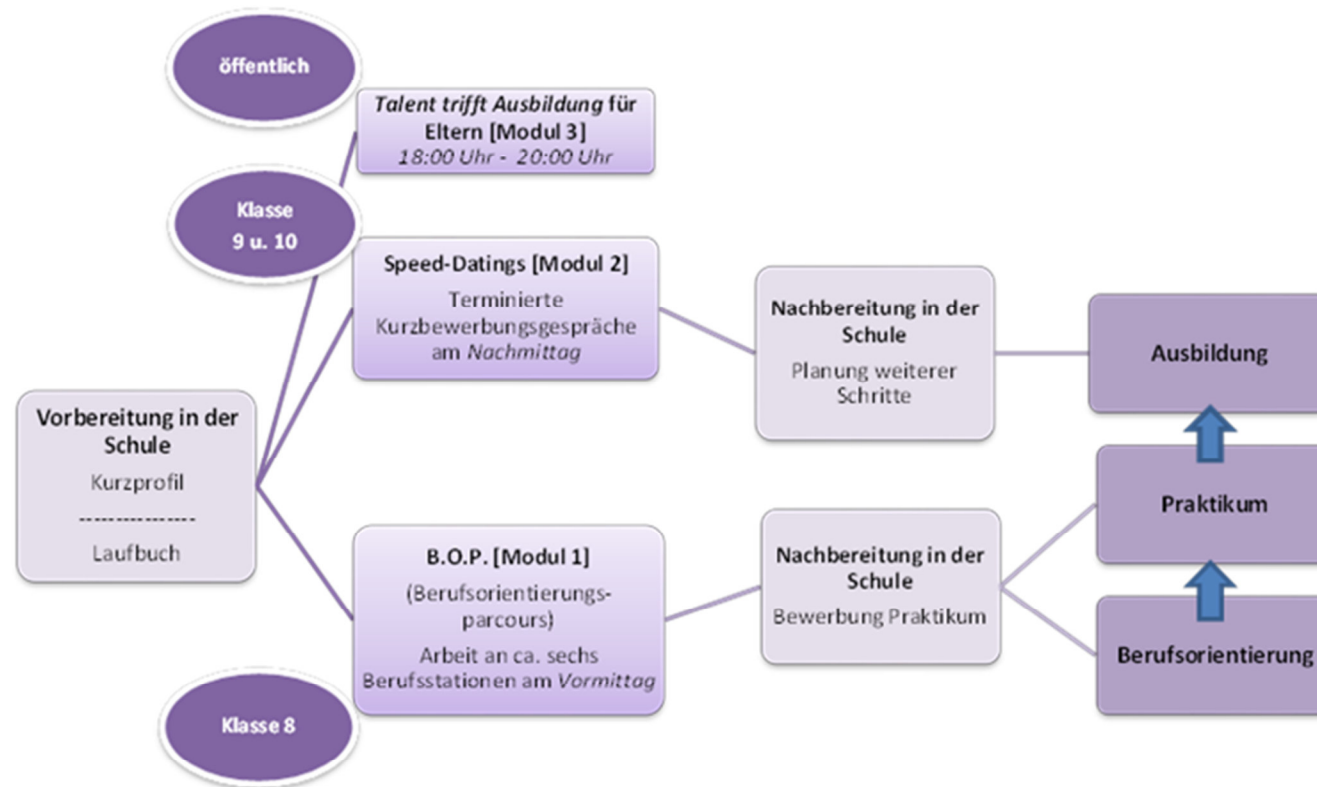 öffentlich
Talent trifft Ausbildung für
Eltern [Modul 3]
18:00 Uhr - 20:00 Uhr
Klasse
9 u. 10
Speed-Datings [Modul 2]
Terminierte
Kurzbewerbungsgespräche
am Nachmittag
Nachbereitung in der
Schule
Planung weiterer
Schritte
Ausbildung
Vorbereitung in der
Schule
Kurzprofil
----------------
Laufbuch
Praktikum
B.O.P. [Modul 1]
(Berufsorientierungs-
parcours)
Arbeit an ca. sechs
Berufsstationen am Vormittag
Nachbereitung in der
Schule
Bewerbung Praktikum
Berufsorientierung
Klasse 8